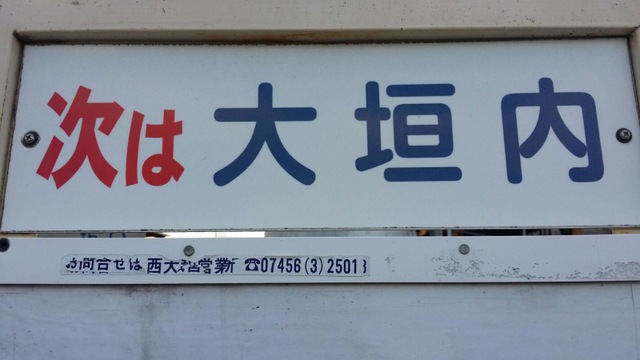 次は 大垣内
お問合せは 西大和営業所 ☎07456(3)2501